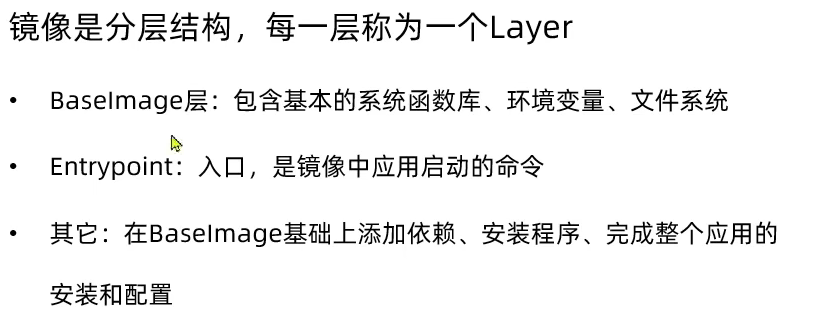 镜像是分层结构，每一层称为一个Layer
• BaseImage层：包含基本的系统函数库、环境变量、文件系统
• Entrypoint：入口，是镜像中应用启动的命令
• 其它：在BaseImage基础上添加依赖、安装程序、完成整个应用的
安装和配置